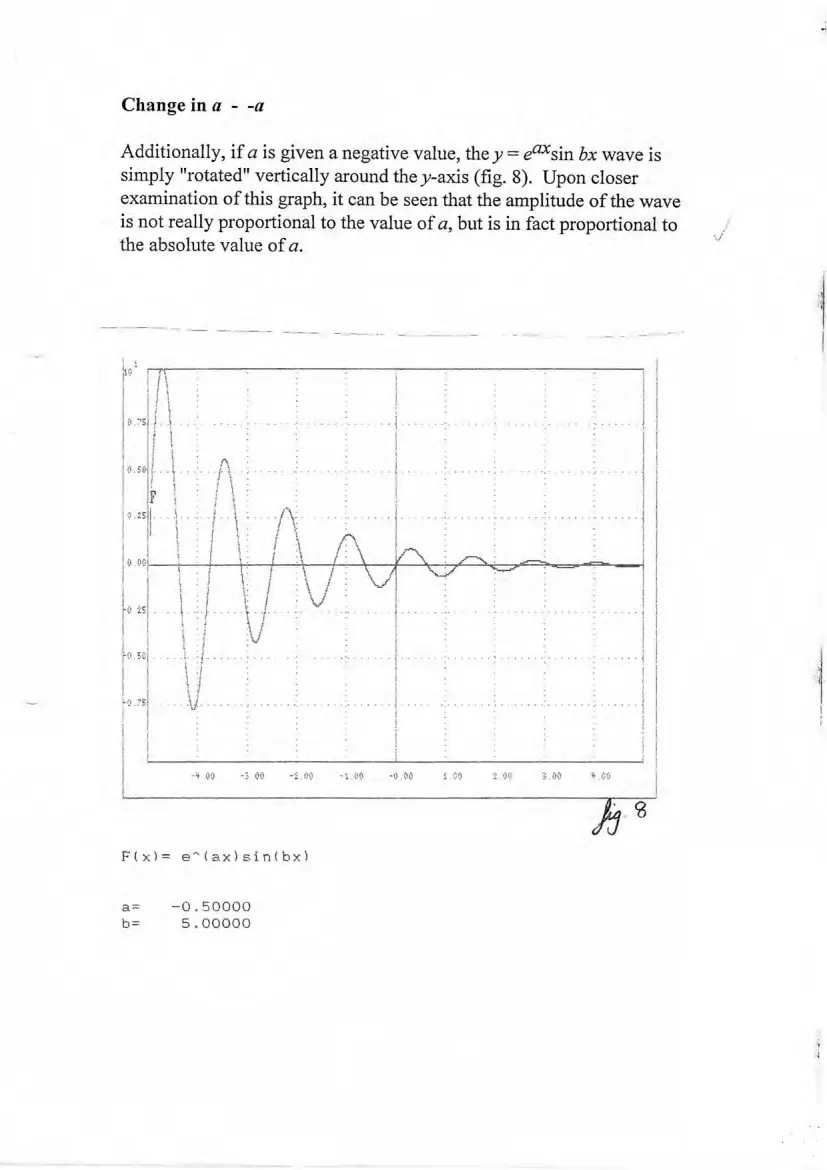 Change in a - -a
Additionally, if a is given a negative value, the y = e^ax sin bx wave is
simply "rotated" vertically around the y-axis (fig. 8). Upon closer
examination of this graph, it can be seen that the amplitude of the wave
is not really proportional to the value of a, but is in fact proportional to
the absolute value of a.
10^1
0.75
0.50
F
0.25
0.00
-0.25
-0.50
-0.75
-4.00 -3.00 -2.00 -1.00 -0.00 1.00 2.00 3.00 4.00
fig. 8
F(x)= e^(ax)sin(bx)
a= -0.50000
b= 5.00000